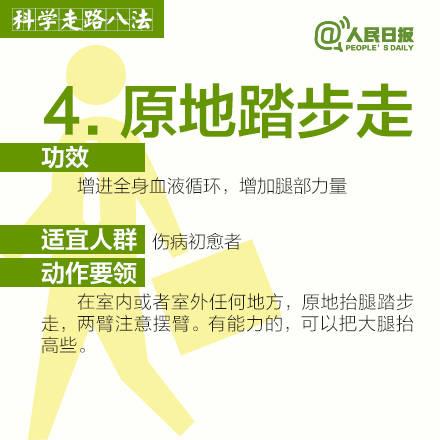 科学走路八法
@人民日报
PEOPLE'S DAILY
4. 原地踏步走
功效
增进全身血液循环，增加腿部力量
适宜人群 伤病初愈者
动作要领
在室内或者室外任何地方，原地抬腿踏步
走，两臂注意摆臂。有能力的，可以把大腿抬
高些。